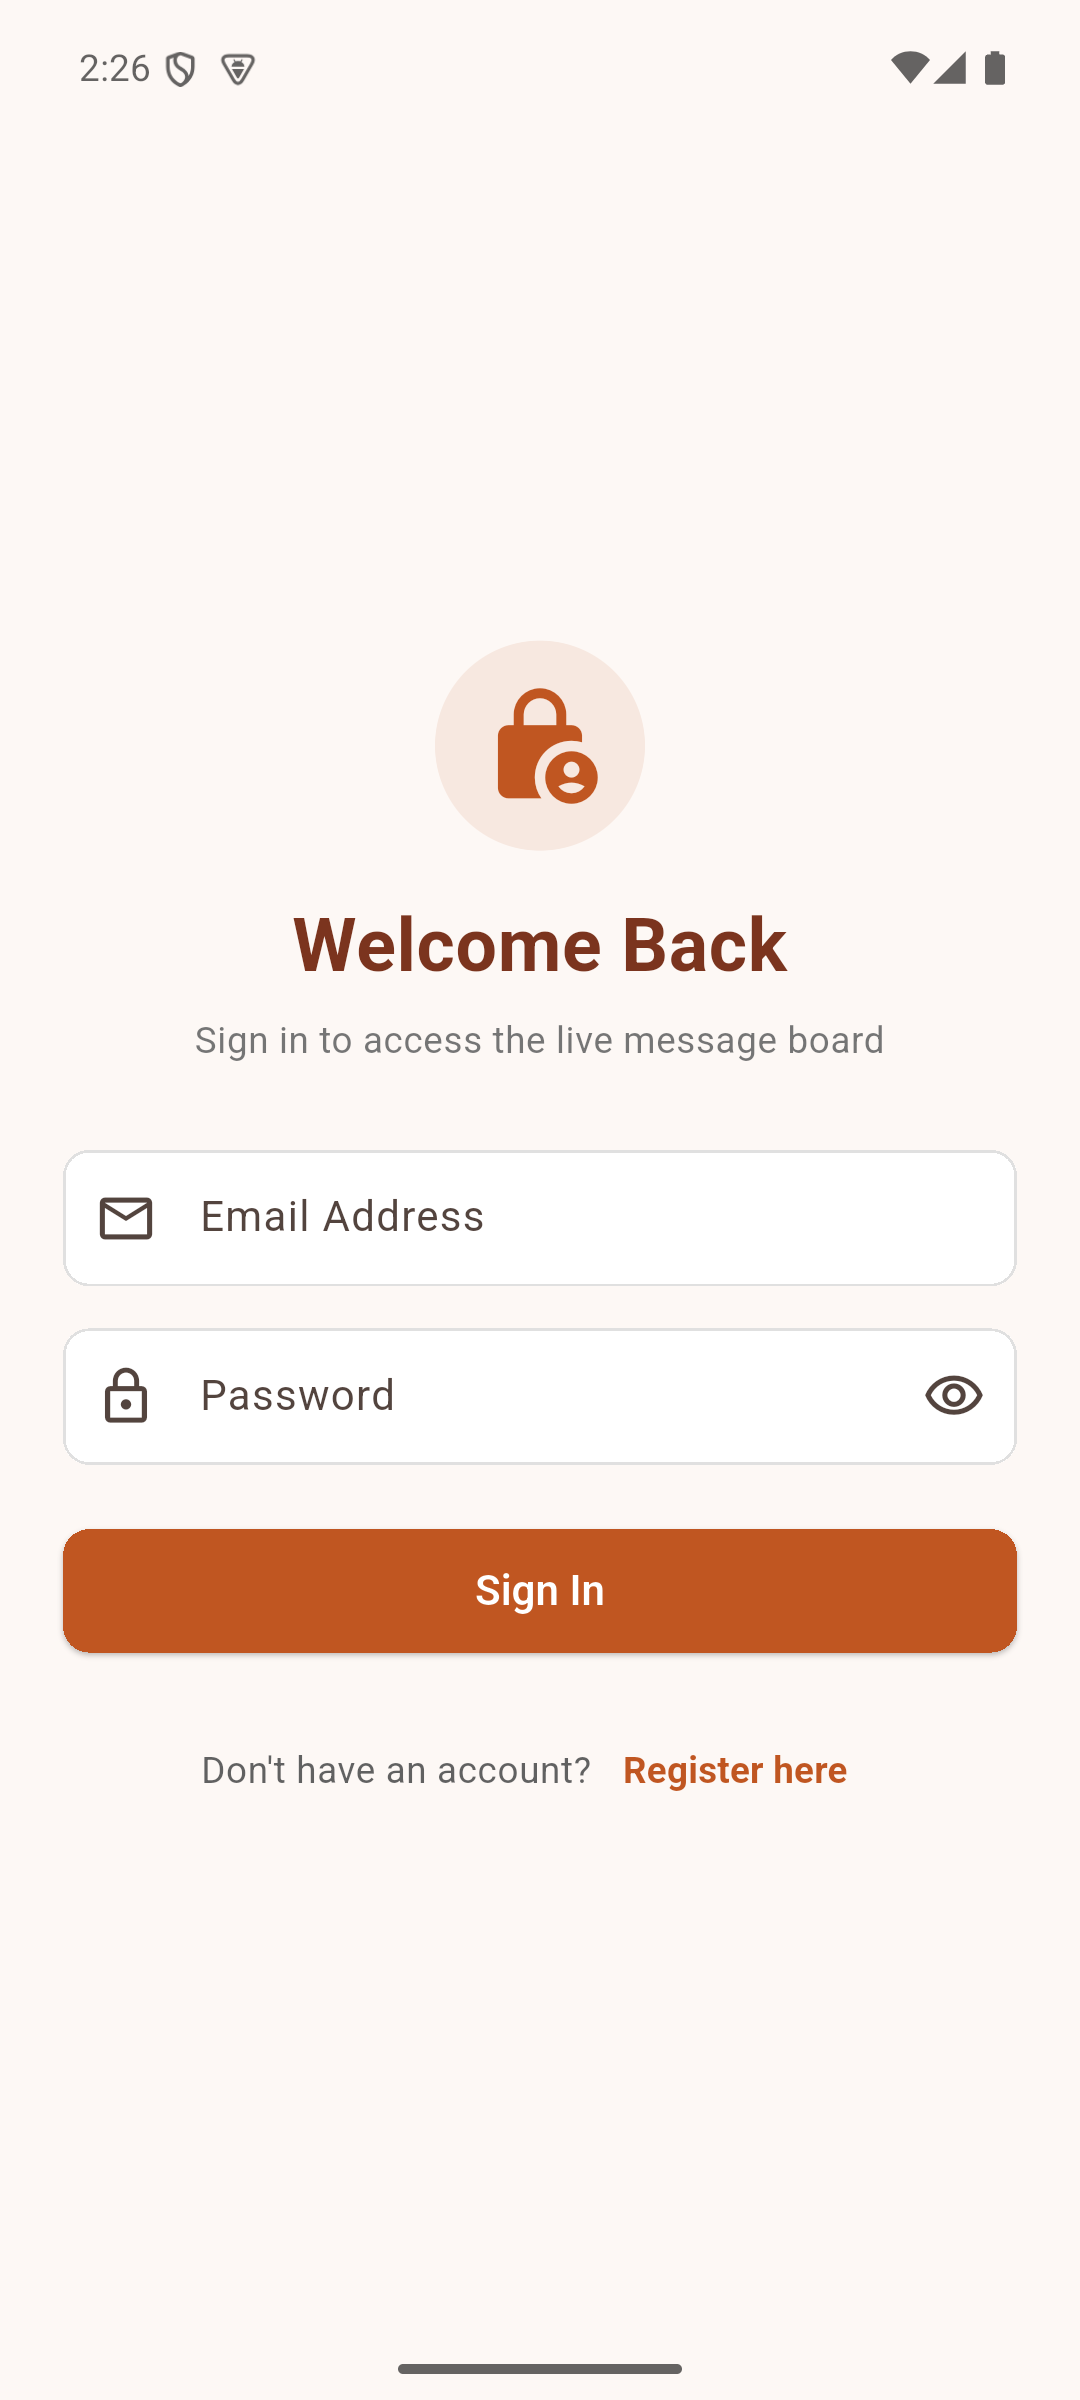 2:26
Welcome Back
Sign in to access the live message board
Email Address
Password
Sign In
Don't have an account? Register here